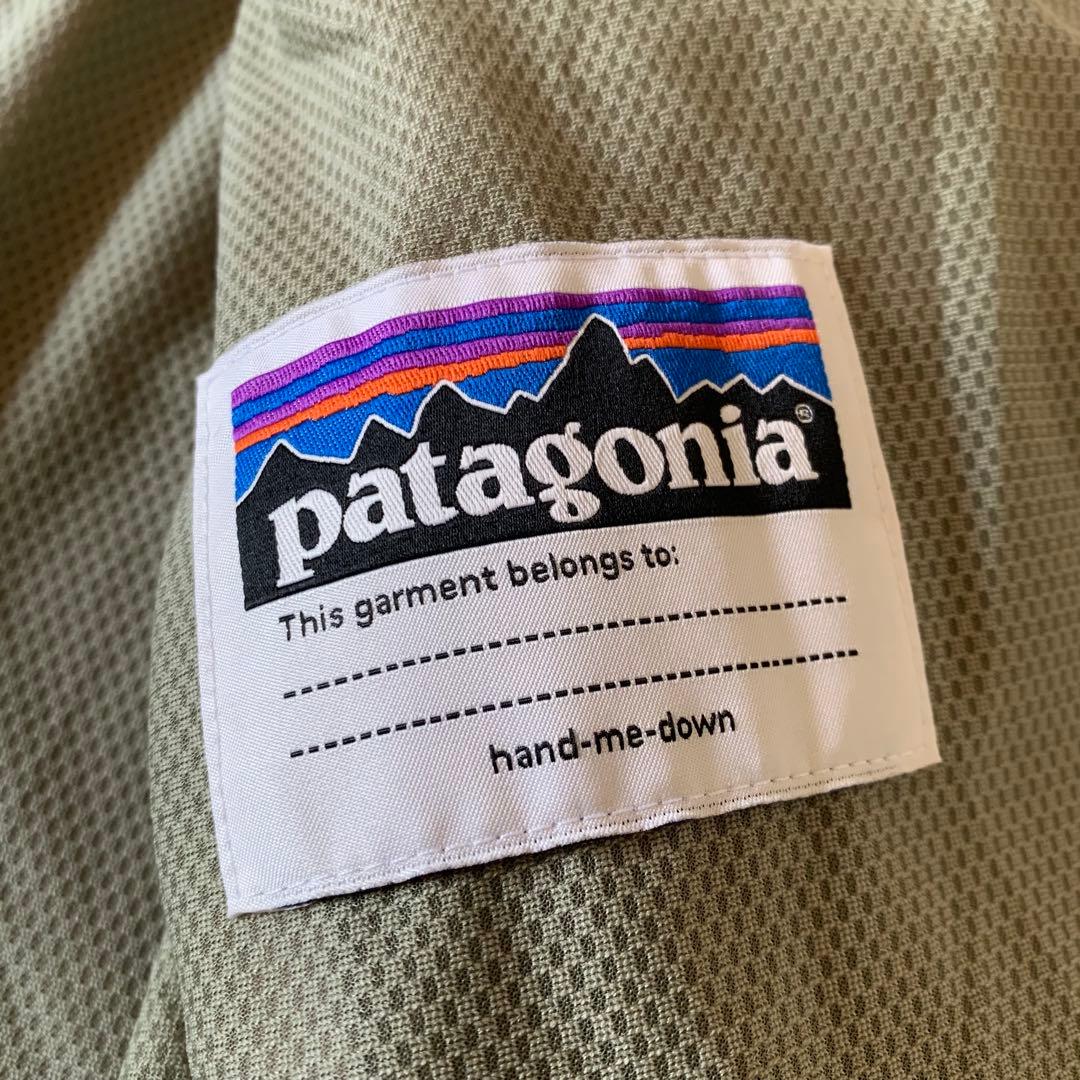 patagonia®
This garment belongs to:
hand-me-down